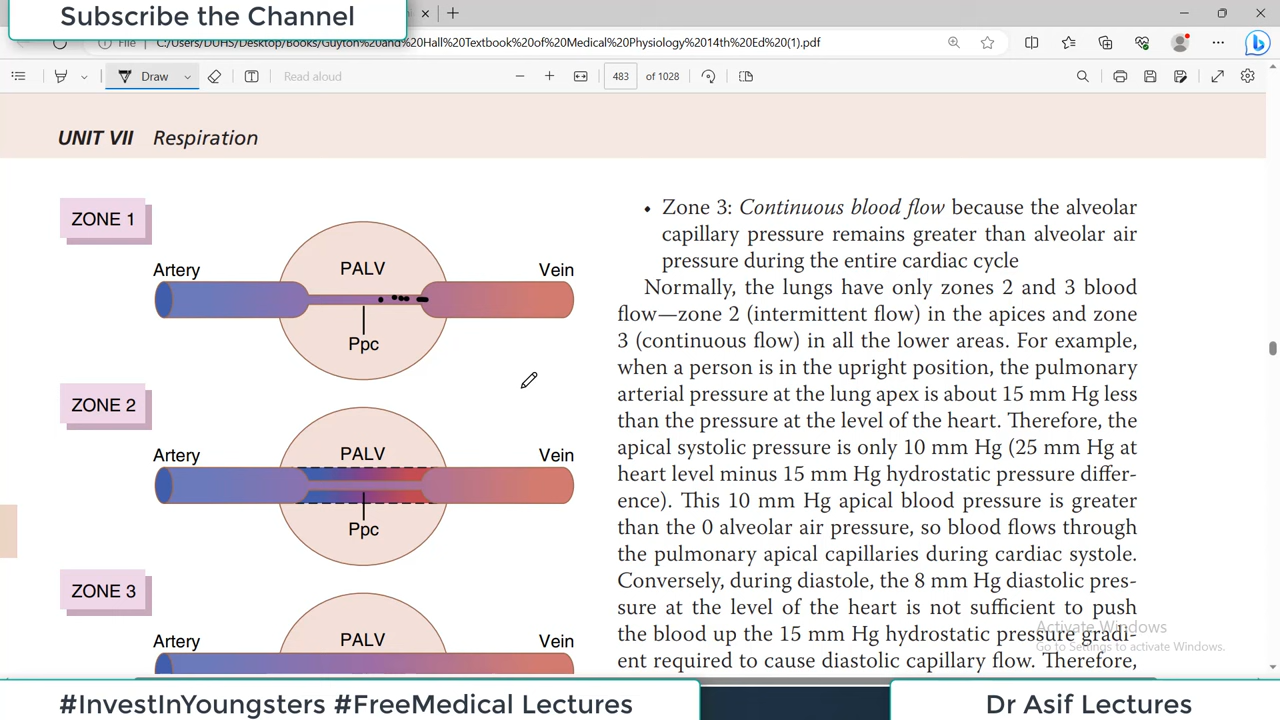 Subscribe the Channel
File
C:/Users/DUHS/Desktop/Books/Guyton%20and%20Hall%20Textbook%20of%20Medical%20Physiology%2014th%20Ed%20(1).pdf
Draw
Read aloud
483 of 1028
UNIT VII Respiration
ZONE 1
Artery
PALV
Vein
Ppc
ZONE 2
Artery
PALV
Vein
Ppc
ZONE 3
Artery
PALV
Vein
• Zone 3: Continuous blood flow because the alveolar
capillary pressure remains greater than alveolar air
pressure during the entire cardiac cycle
Normally, the lungs have only zones 2 and 3 blood
flow—zone 2 (intermittent flow) in the apices and zone
3 (continuous flow) in all the lower areas. For example,
when a person is in the upright position, the pulmonary
arterial pressure at the lung apex is about 15 mm Hg less
than the pressure at the level of the heart. Therefore, the
apical systolic pressure is only 10 mm Hg (25 mm Hg at
heart level minus 15 mm Hg hydrostatic pressure differ-
ence). This 10 mm Hg apical blood pressure is greater
than the 0 alveolar air pressure, so blood flows through
the pulmonary apical capillaries during cardiac systole.
Conversely, during diastole, the 8 mm Hg diastolic pres-
sure at the level of the heart is not sufficient to push
the blood up the 15 mm Hg hydrostatic pressure gradi-
ent required to cause diastolic capillary flow. Therefore,
Activate Windows
Go to Settings to activate Windows.
#InvestInYoungsters #FreeMedical Lectures
Dr Asif Lectures